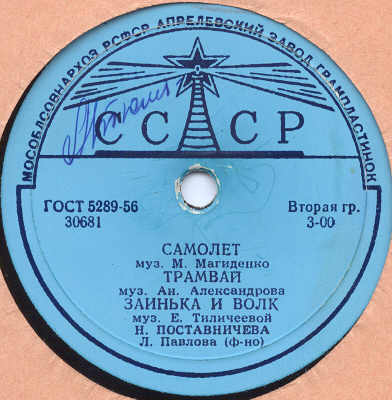 МОСОБЛСОВНАРХОЗ РСФСР АПРЕЛЕВСКИЙ ЗАВОД ГРАМПЛАСТИНОК
СССР
ГОСТ 5289-56
30681
Вторая гр.
3-00
САМОЛЕТ
муз. М. Магиденко
ТРАМВАЙ
муз. Ан. Александрова
ЗАИНЬКА И ВОЛК
муз. Е. Тиличеевой
Н. ПОСТАВНИЧЕВА
Л. Павлова (ф-но)